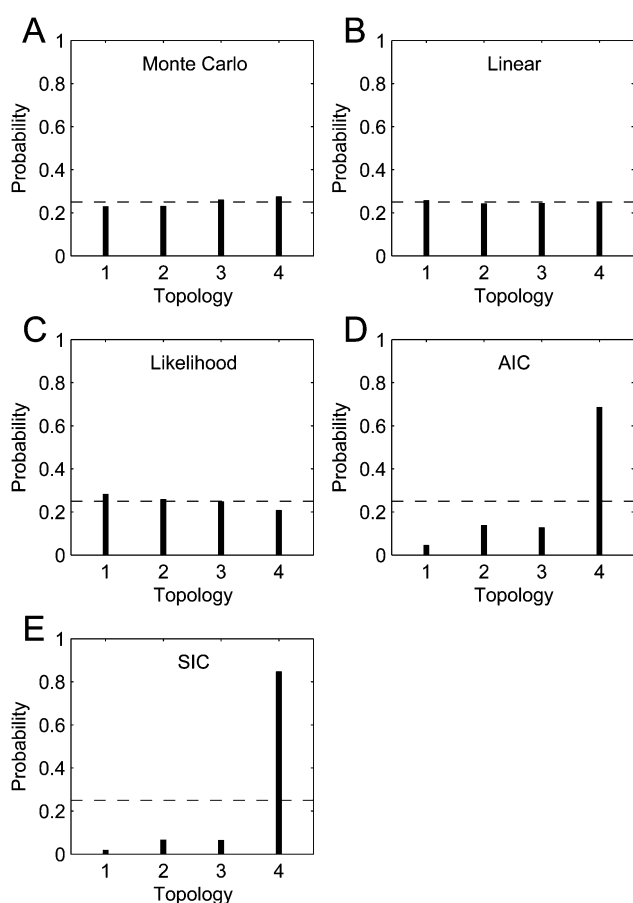 A
B
Monte Carlo
Linear
Probability
1
0.8
0.6
0.4
0.2
0
1 2 3 4
Topology
Probability
1
0.8
0.6
0.4
0.2
0
1 2 3 4
Topology
C
D
Likelihood
AIC
Probability
1
0.8
0.6
0.4
0.2
0
1 2 3 4
Topology
Probability
1
0.8
0.6
0.4
0.2
0
1 2 3 4
Topology
E
SIC
Probability
1
0.8
0.6
0.4
0.2
0
1 2 3 4
Topology